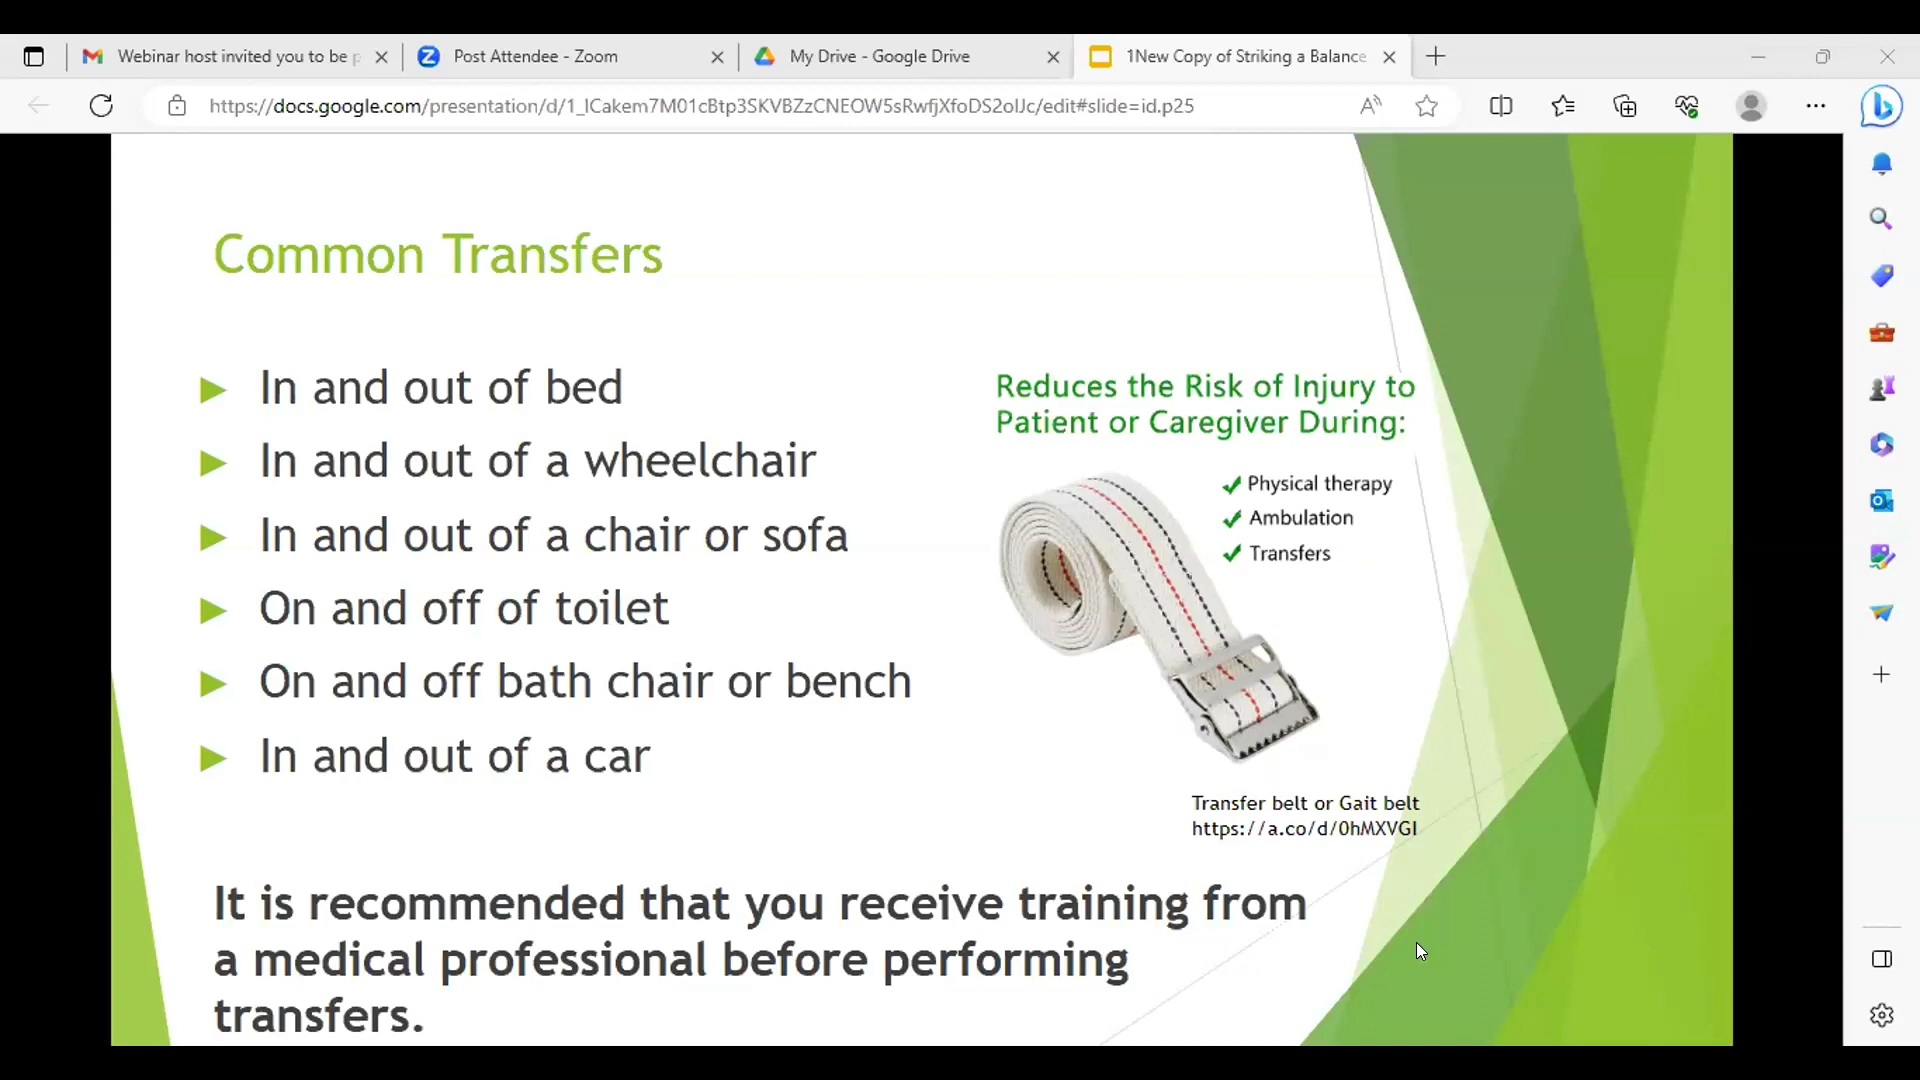 Webinar host invited you to be p
Post Attendee - Zoom
My Drive - Google Drive
1New Copy of Striking a Balance
https://docs.google.com/presentation/d/1_lCakem7M01cBtp3SKVBZzCNEOW5sRwfjXfoDS2olJc/edit#slide=id.p25
Common Transfers
In and out of bed
In and out of a wheelchair
In and out of a chair or sofa
On and off of toilet
On and off bath chair or bench
In and out of a car
Reduces the Risk of Injury to
Patient or Caregiver During:
Physical therapy
Ambulation
Transfers
Transfer belt or Gait belt
https://a.co/d/0hMXVGI
It is recommended that you receive training from
a medical professional before performing
transfers.